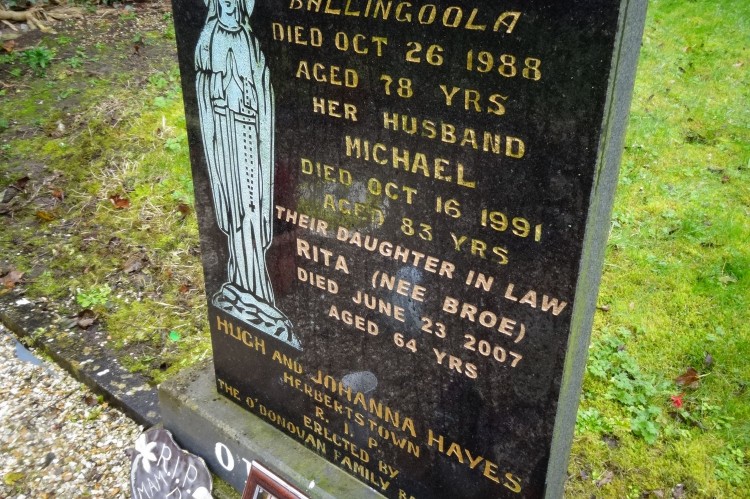 BALLINGOOLA
DIED OCT 26 1988
AGED 78 YRS
HER HUSBAND
MICHAEL
DIED OCT 16 1991
AGED 83 YRS
THEIR DAUGHTER IN LAW
RITA (NEE BROE)
DIED JUNE 23 2007
AGED 64 YRS
HUGH AND JOHANNA HAYES
HERBERTSTOWN
R. I. P.
ERECTED BY
THE O'DONOVAN FAMILY
R.I.P.
MAM